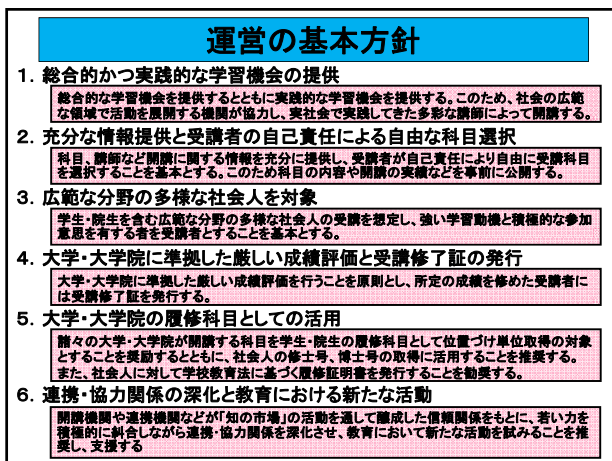 運営の基本方針
1. 総合的かつ実践的な学習機会の提供
総合的な学習機会を提供するとともに実践的な学習機会を提供する。このため、社会の広範
な領域で活動を展開する機関が協力し、実社会で実践してきた多彩な講師によって開講する。
2. 充分な情報提供と受講者の自己責任による自由な科目選択
科目、講師など開講に関する情報を充分に提供し、受講者が自己責任により自由に受講科目
を選択することを基本とする。このため科目の内容や開講の実績などを事前に公開する。
3. 広範な分野の多様な社会人を対象
学生・院生を含む広範な分野の多様な社会人の受講を想定し、強い学習動機と積極的な参加
意思を有する者を受講者とすることを基本とする。
4. 大学・大学院に準拠した厳しい成績評価と受講修了証の発行
大学・大学院に準拠した厳しい成績評価を行うことを原則とし、所定の成績を修めた受講者に
は受講修了証を発行する。
5. 大学・大学院の履修科目としての活用
諸々の大学・大学院が開講する科目を学生・院生の履修科目として位置づけ単位取得の対象
とすることを奨励するとともに、社会人の修士号、博士号の取得に活用することを推奨する。
また、社会人に対して学校教育法に基づく履修証明書を発行することを勧奨する。
6. 連携・協力関係の深化と教育における新たな活動
開講機関や連携機関などが「知の市場」の活動を通して醸成した信頼関係をもとに、若い力を
積極的に糾合しながら連携・協力関係を深化させ、教育において新たな活動を試みることを推
奨し、支援する